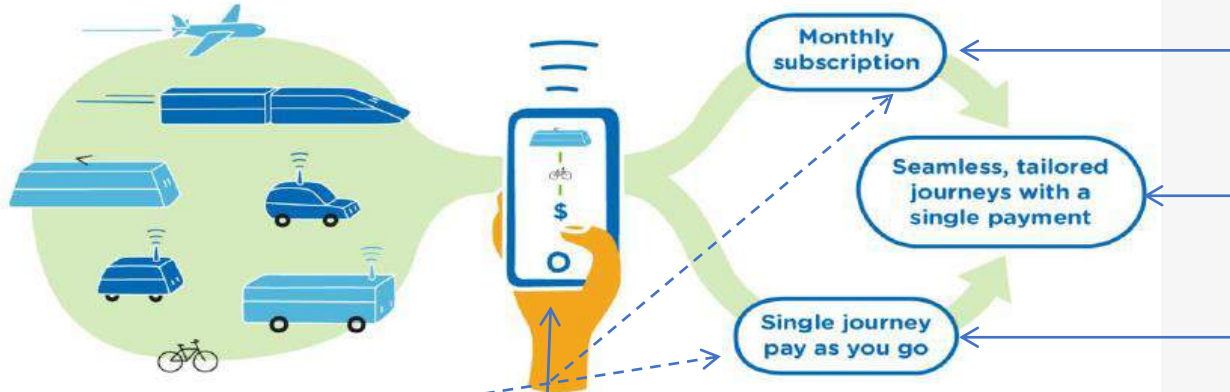 Monthly
subscription
$
Seamless, tailored
journeys with a
single payment
Single journey
pay as you go